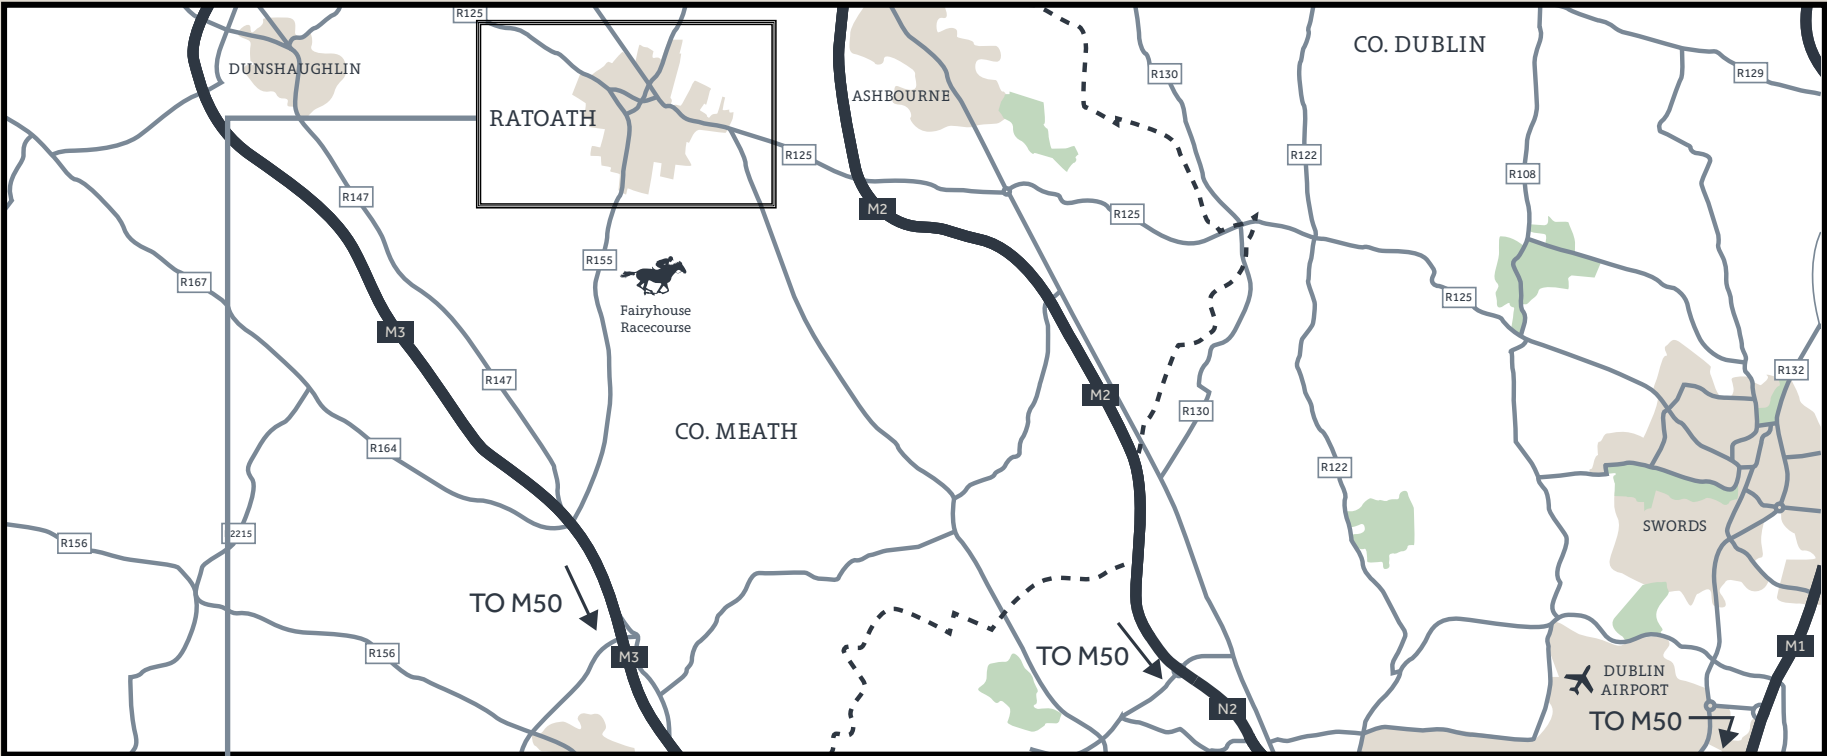 R125
CO. DUBLIN
DUNSHAUGHLIN
R130
R129
ASHBOURNE
RATOATH
R125
R122
R108
R147
M2
R125
R155
R167
Fairyhouse
Racecourse
R125
M3
R132
R147
M2
R130
CO. MEATH
R164
R122
SWORDS
2215
R156
TO M50
M1
R156
M3
TO M50
DUBLIN
AIRPORT
N2
TO M50